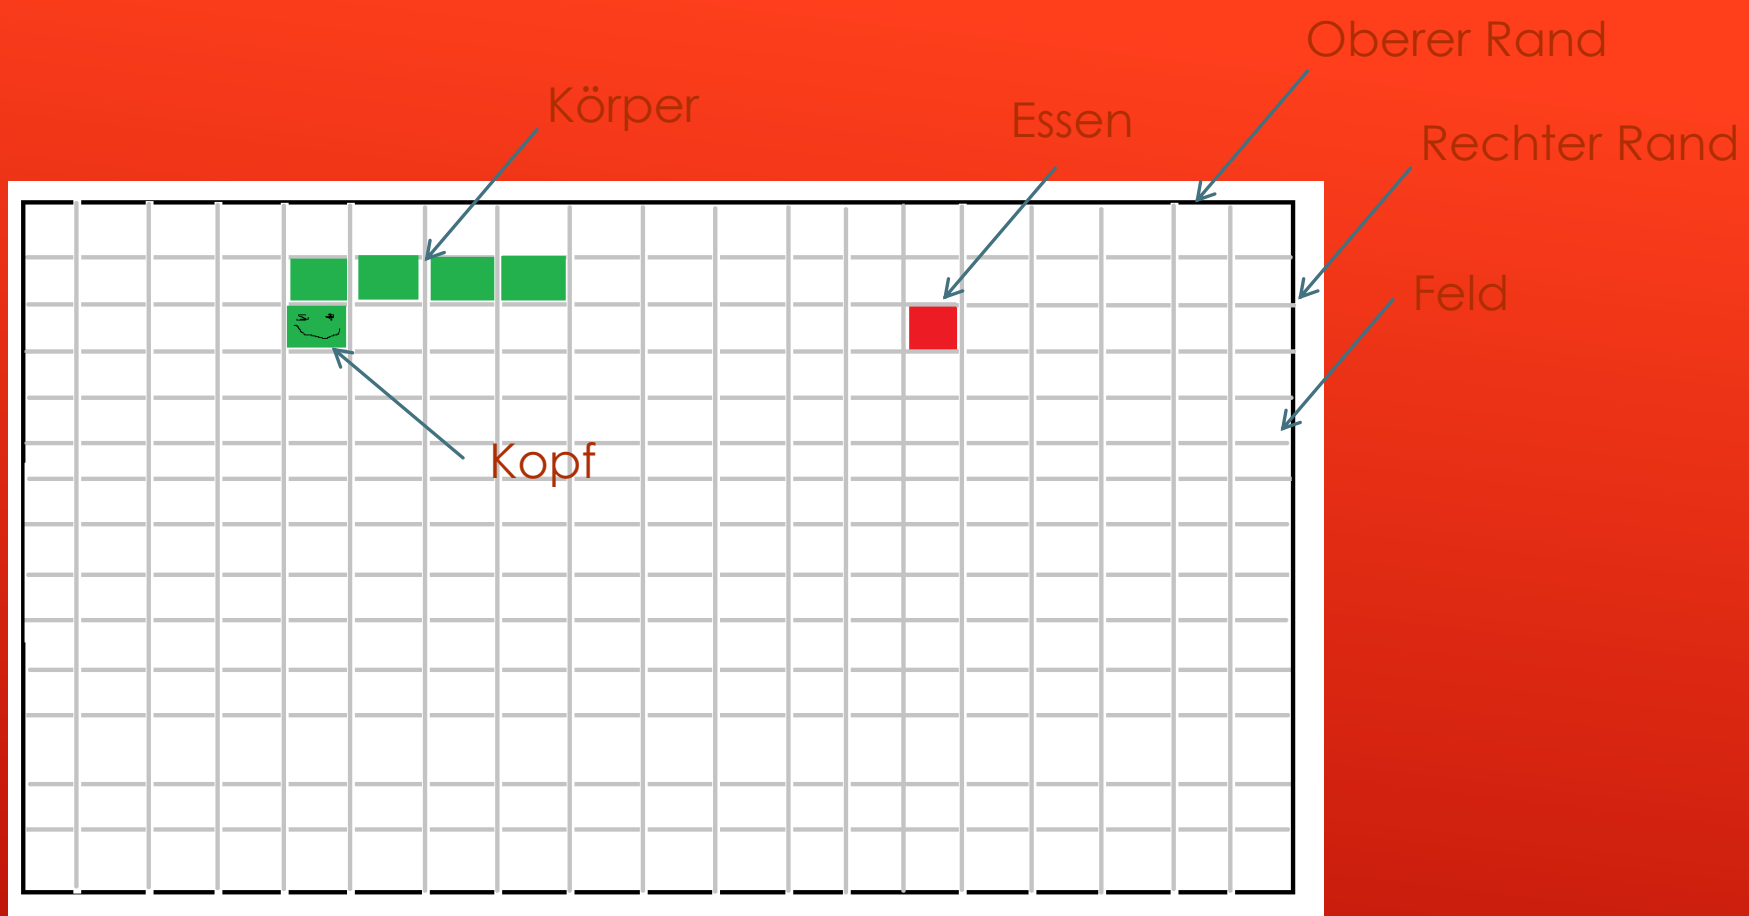 Oberer Rand
Körper
Essen
Rechter Rand
Feld
Kopf